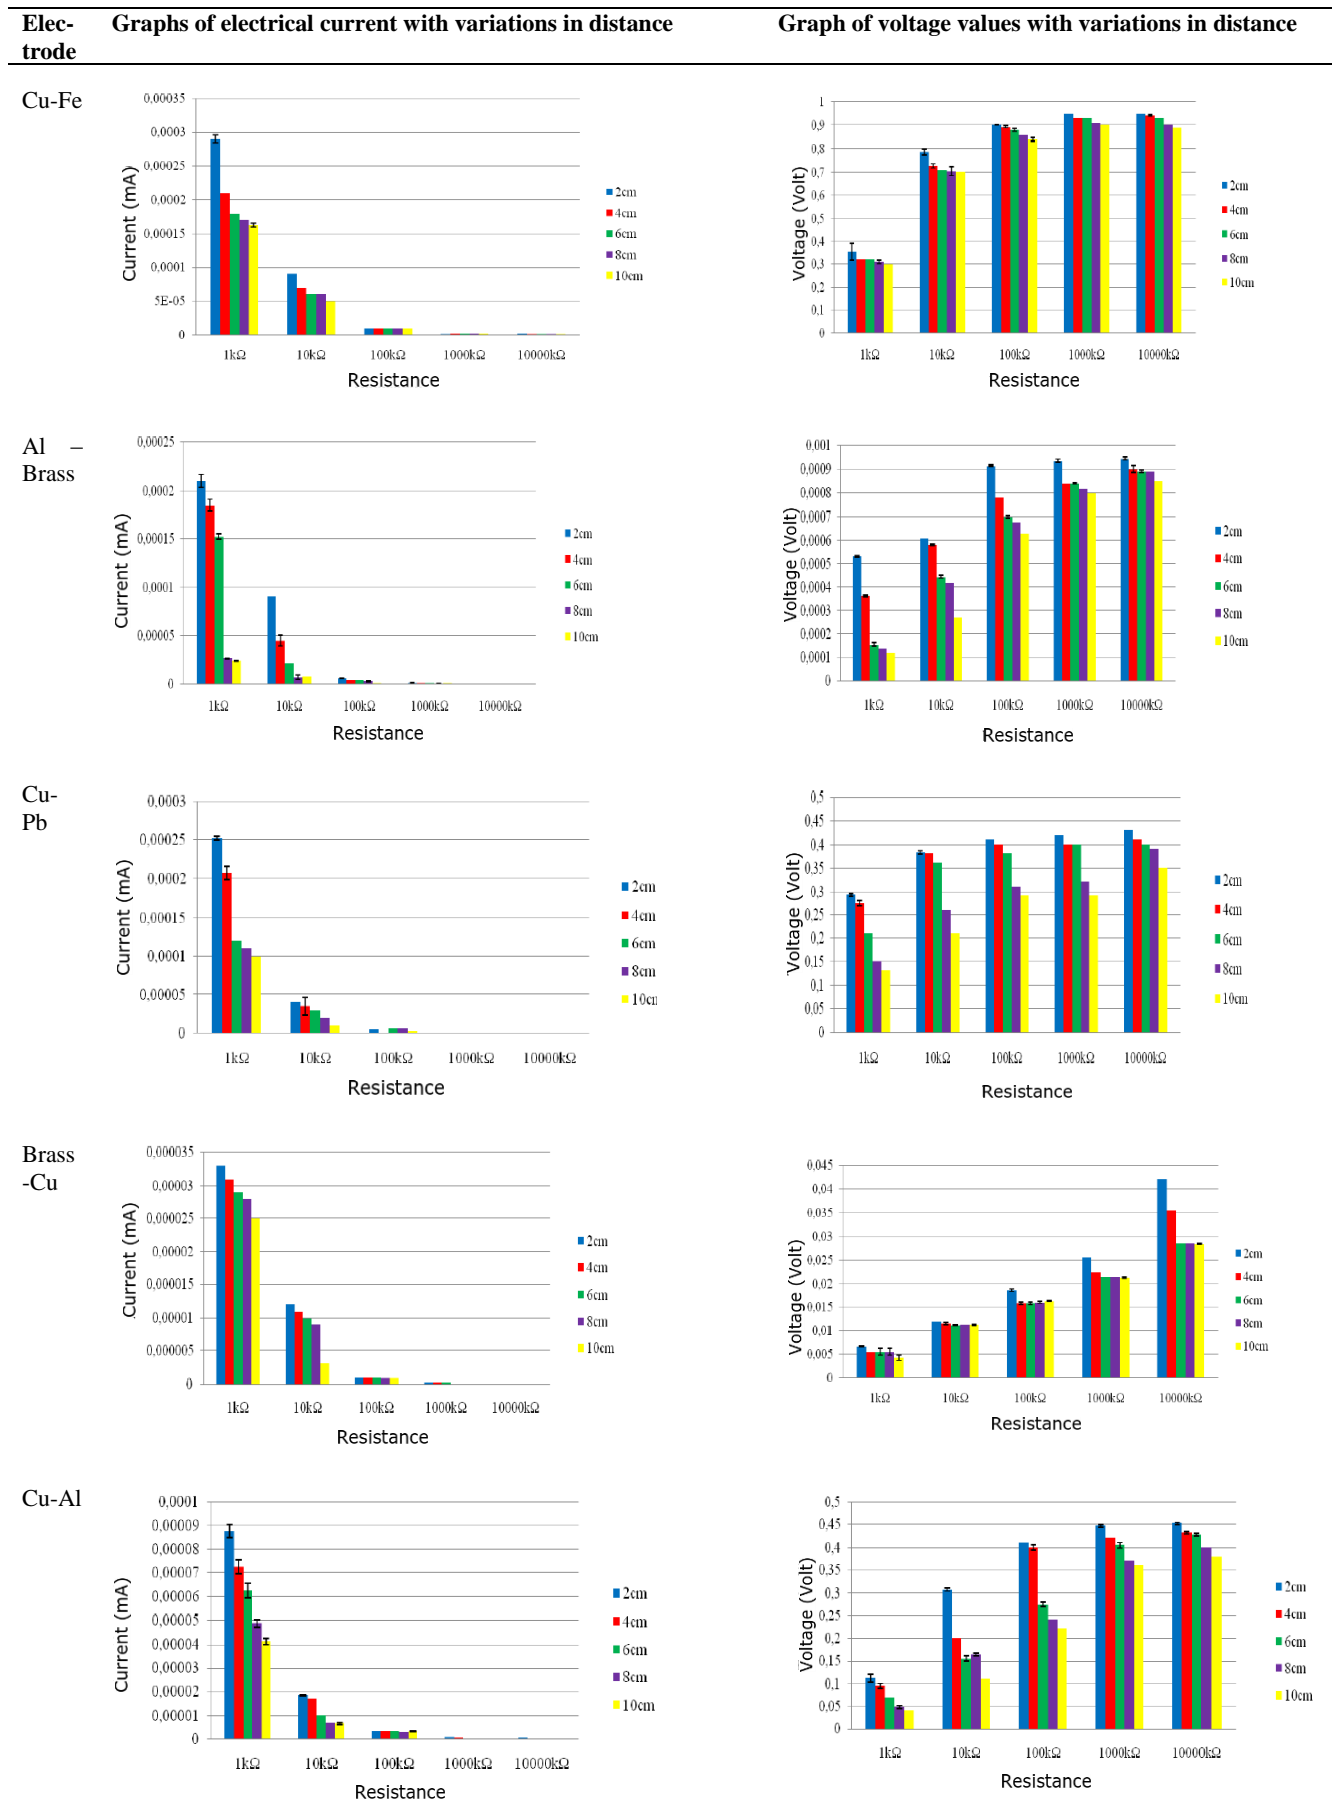 Elec-
trode
Graphs of electrical current with variations in distance
Graph of voltage values with variations in distance
Cu-Fe
Current (mA)
0,00035
0,0003
0,00025
0,0002
0,00015
0,0001
5E-05
0
1kΩ 10kΩ 100kΩ 1000kΩ 10000kΩ
Resistance
2cm
4cm
6cm
8cm
10cm
Voltage (Volt)
1
0,9
0,8
0,7
0,6
0,5
0,4
0,3
0,2
0,1
0
1kΩ 10kΩ 100kΩ 1000kΩ 10000kΩ
Resistance
2cm
4cm
6cm
8cm
10cm
Al –
Brass
Current (mA)
0,00025
0,0002
0,00015
0,0001
0,00005
0
1kΩ 10kΩ 100kΩ 1000kΩ 10000kΩ
Resistance
2cm
4cm
6cm
8cm
10cm
Voltage (Volt)
0,001
0,0009
0,0008
0,0007
0,0006
0,0005
0,0004
0,0003
0,0002
0,0001
0
1kΩ 10kΩ 100kΩ 1000kΩ 10000kΩ
Resistance
2cm
4cm
6cm
8cm
10cm
Cu-
Pb
Current (mA)
0,0003
0,00025
0,0002
0,00015
0,0001
0,00005
0
1kΩ 10kΩ 100kΩ 1000kΩ 10000kΩ
Resistance
2cm
4cm
6cm
8cm
10cm
Voltage (Volt)
0,5
0,45
0,4
0,35
0,3
0,25
0,2
0,15
0,1
0,05
0
1kΩ 10kΩ 100kΩ 1000kΩ 10000kΩ
Resistance
2cm
4cm
6cm
8cm
10cm
Brass
-Cu
Current (mA)
0,000035
0,00003
0,000025
0,00002
0,000015
0,00001
0,000005
0
1kΩ 10kΩ 100kΩ 1000kΩ 10000kΩ
Resistance
2cm
4cm
6cm
8cm
10cm
Voltage (Volt)
0,045
0,04
0,035
0,03
0,025
0,02
0,015
0,01
0,005
0
1kΩ 10kΩ 100kΩ 1000kΩ 10000kΩ
Resistance
2cm
4cm
6cm
8cm
10cm
Cu-Al
Current (mA)
0,0001
0,00009
0,00008
0,00007
0,00006
0,00005
0,00004
0,00003
0,00002
0,00001
0
1kΩ 10kΩ 100kΩ 1000kΩ 10000kΩ
Resistance
2cm
4cm
6cm
8cm
10cm
Voltage (Volt)
0,5
0,45
0,4
0,35
0,3
0,25
0,2
0,15
0,1
0,05
0
1kΩ 10kΩ 100kΩ 1000kΩ 10000kΩ
Resistance
2cm
4cm
6cm
8cm
10cm